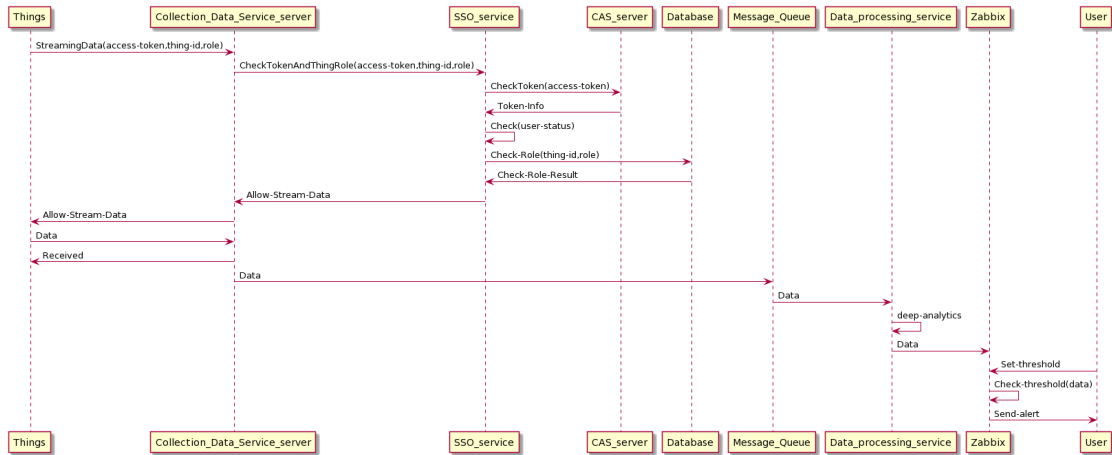 Things
Collection_Data_Service_server
SSO_service
CAS_server
Database
Message_Queue
Data_processing_service
Zabbix
User
StreamingData(access-token,thing-id,role)
CheckTokenAndThingRole(access-token,thing-id,role)
CheckToken(access-token)
Token-Info
Check(user-status)
Check-Role(thing-id,role)
Check-Role-Result
Allow-Stream-Data
Allow-Stream-Data
Data
Received
Data
Data
deep-analytics
Data
Set-threshold
Check-threshold(data)
Send-alert
Things
Collection_Data_Service_server
SSO_service
CAS_server
Database
Message_Queue
Data_processing_service
Zabbix
User